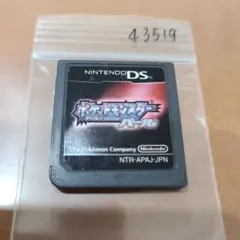 43519
NINTENDO DS
ポケットモンスター
パール
The Pokémon Company
Nintendo
NTR-APAJ-JPN